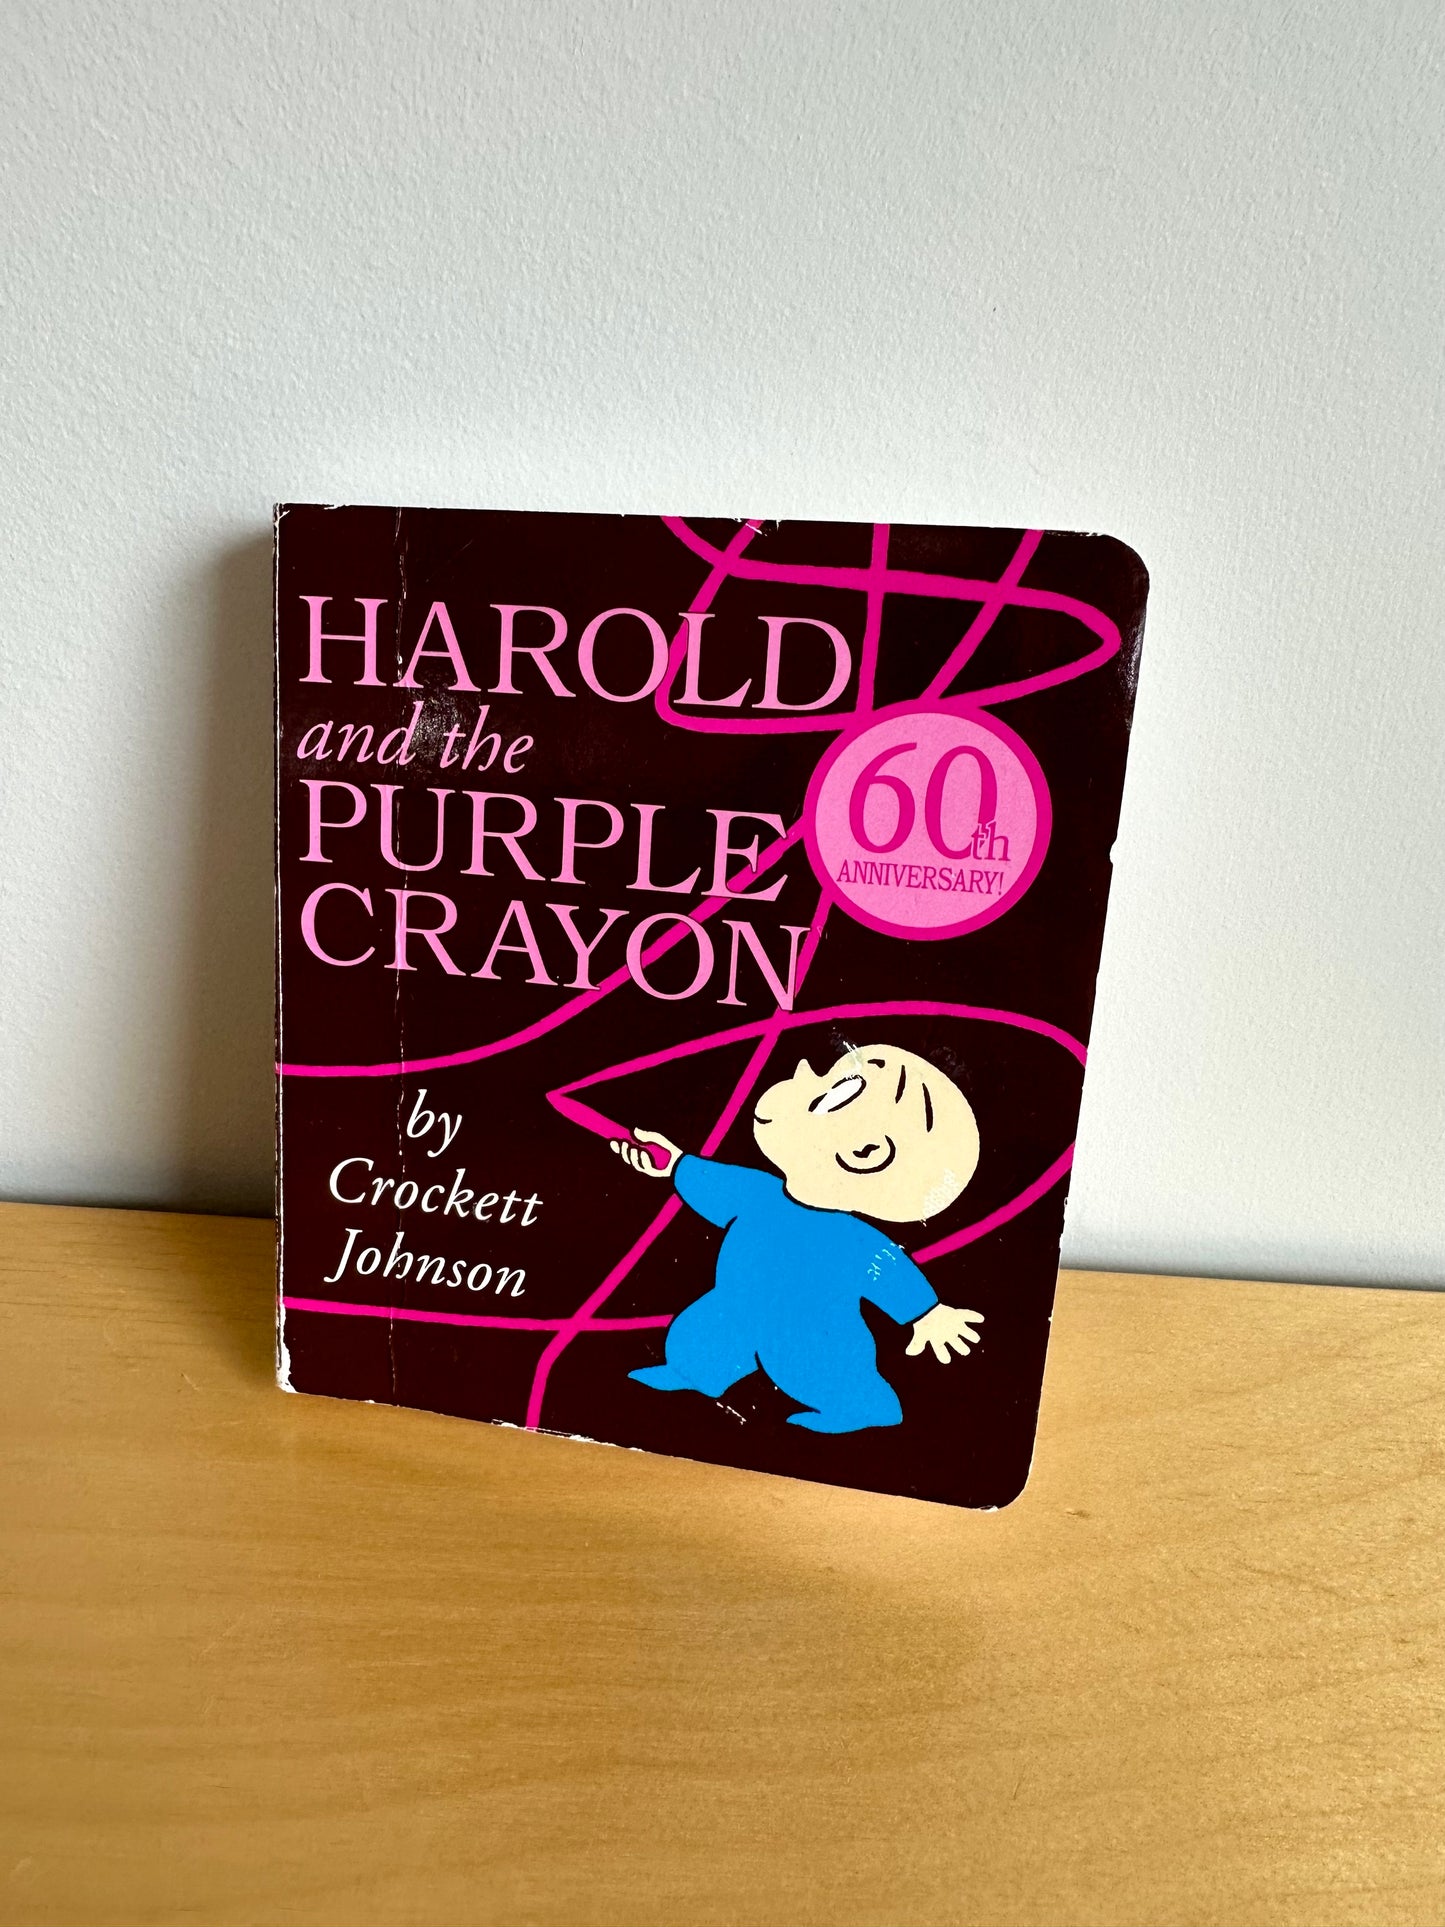 HAROLD
and the
PURPLE
CRAYON
60th
ANNIVERSARY!
by
Crockett
Johnson